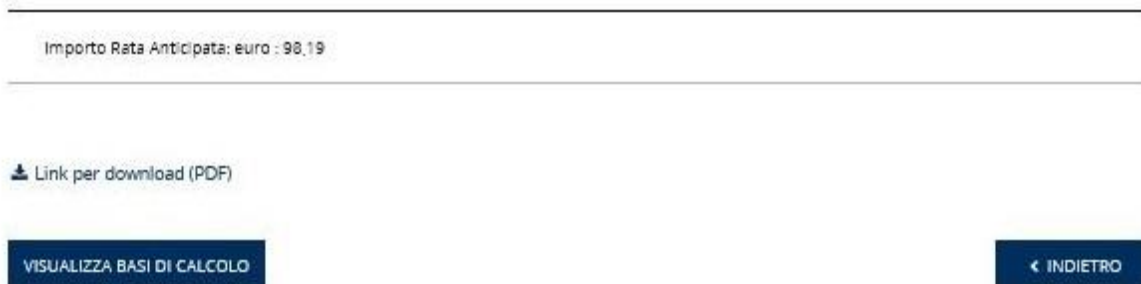 Importo Rata Anticipata: euro : 98,19
Link per download (PDF)
VISUALIZZA BASI DI CALCOLO
< INDIETRO